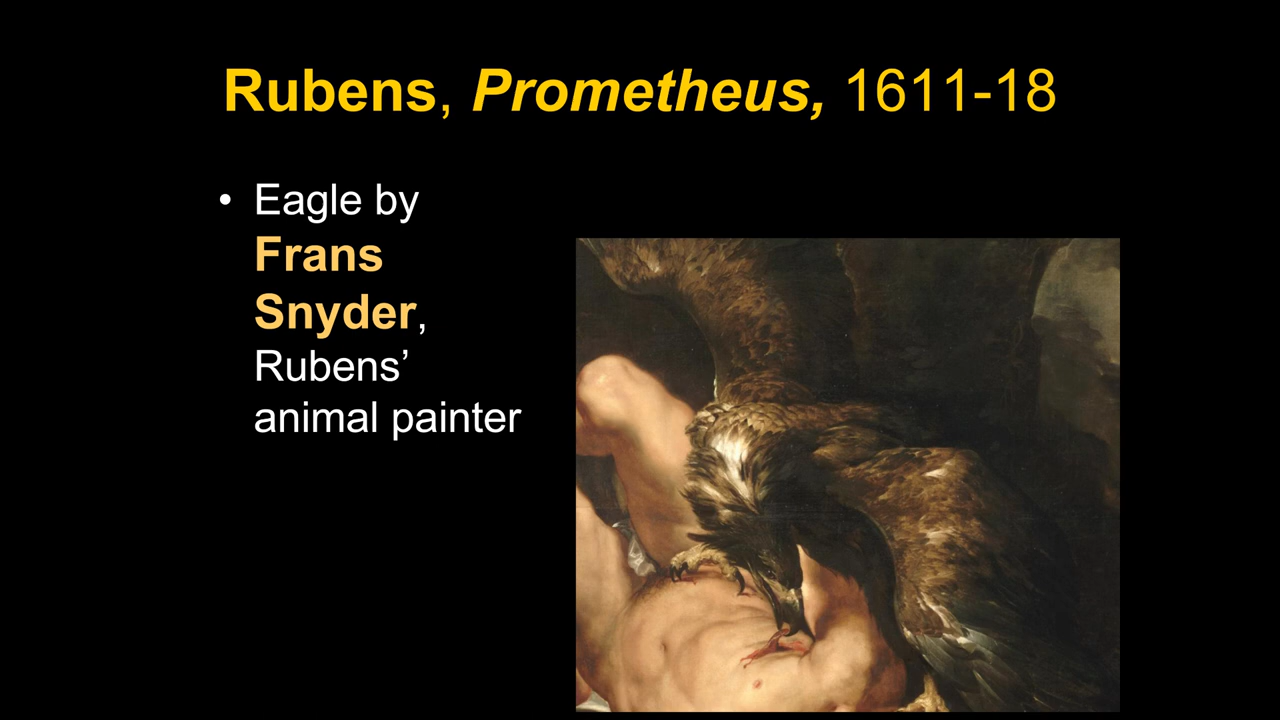 Rubens, Prometheus, 1611-18
• Eagle by
Frans
Snyder,
Rubens’
animal painter